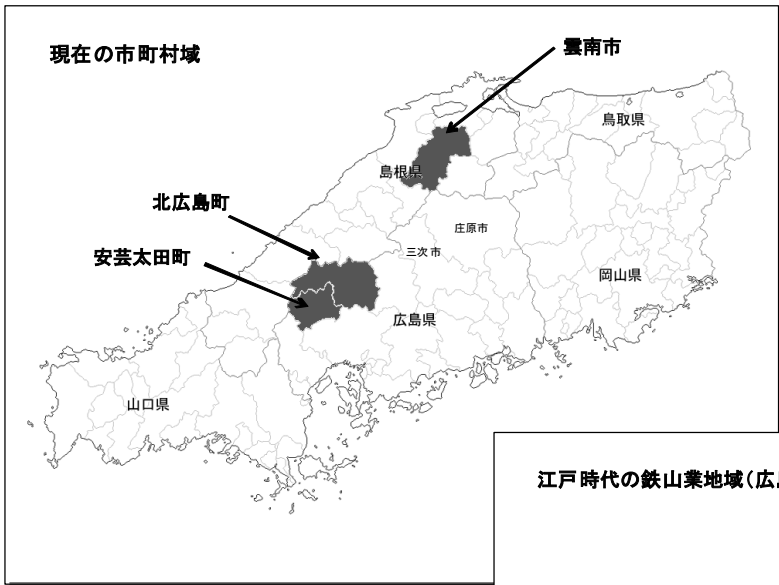 現在の市町村域
雲南市
鳥取県
島根県
北広島町
庄原市
三次市
安芸太田町
岡山県
広島県
山口県
江戸時代の鉄山業地域(広